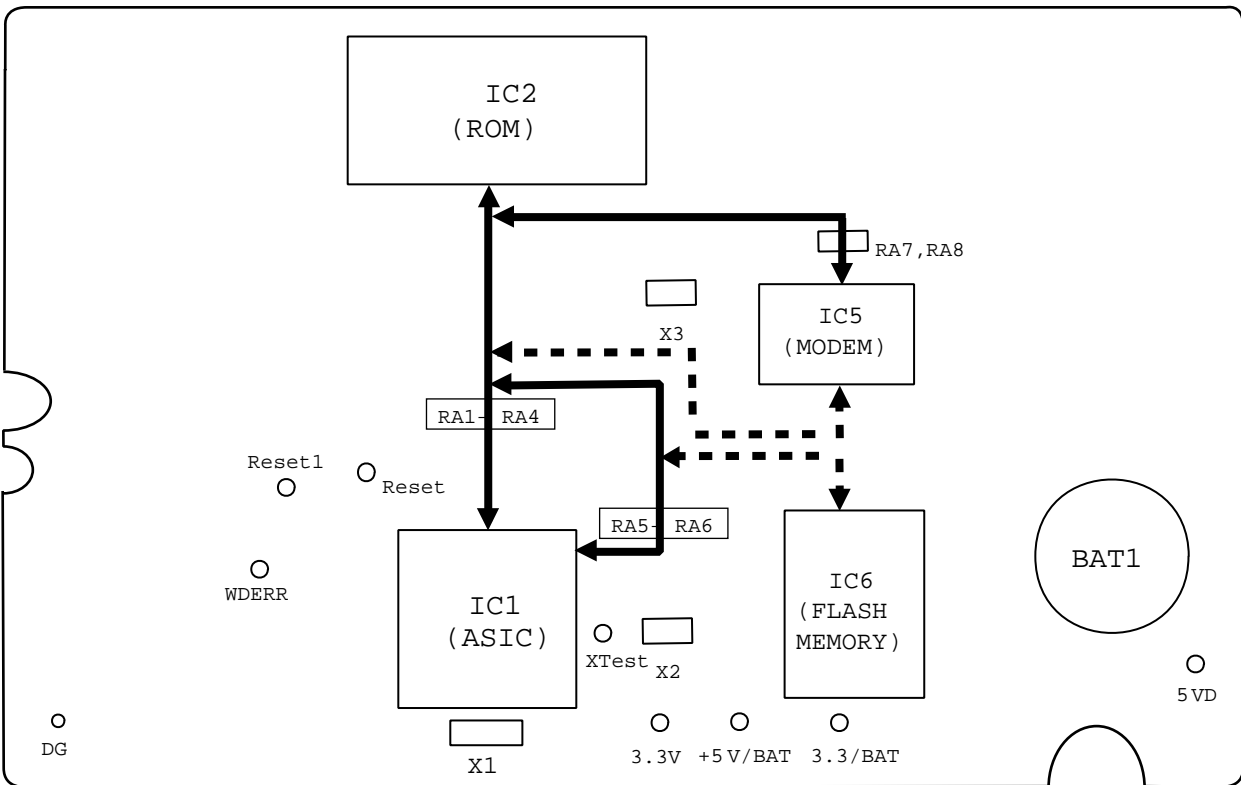 IC2
(ROM)
RA7,RA8
IC5
(MODEM)
X3
RA1- RA4
Reset1
Reset
RA5- RA6
WDERR
IC1
(ASIC)
XTest
X2
IC6
(FLASH
MEMORY)
BAT1
5VD
DG
X1
3.3V
+5V/BAT
3.3/BAT